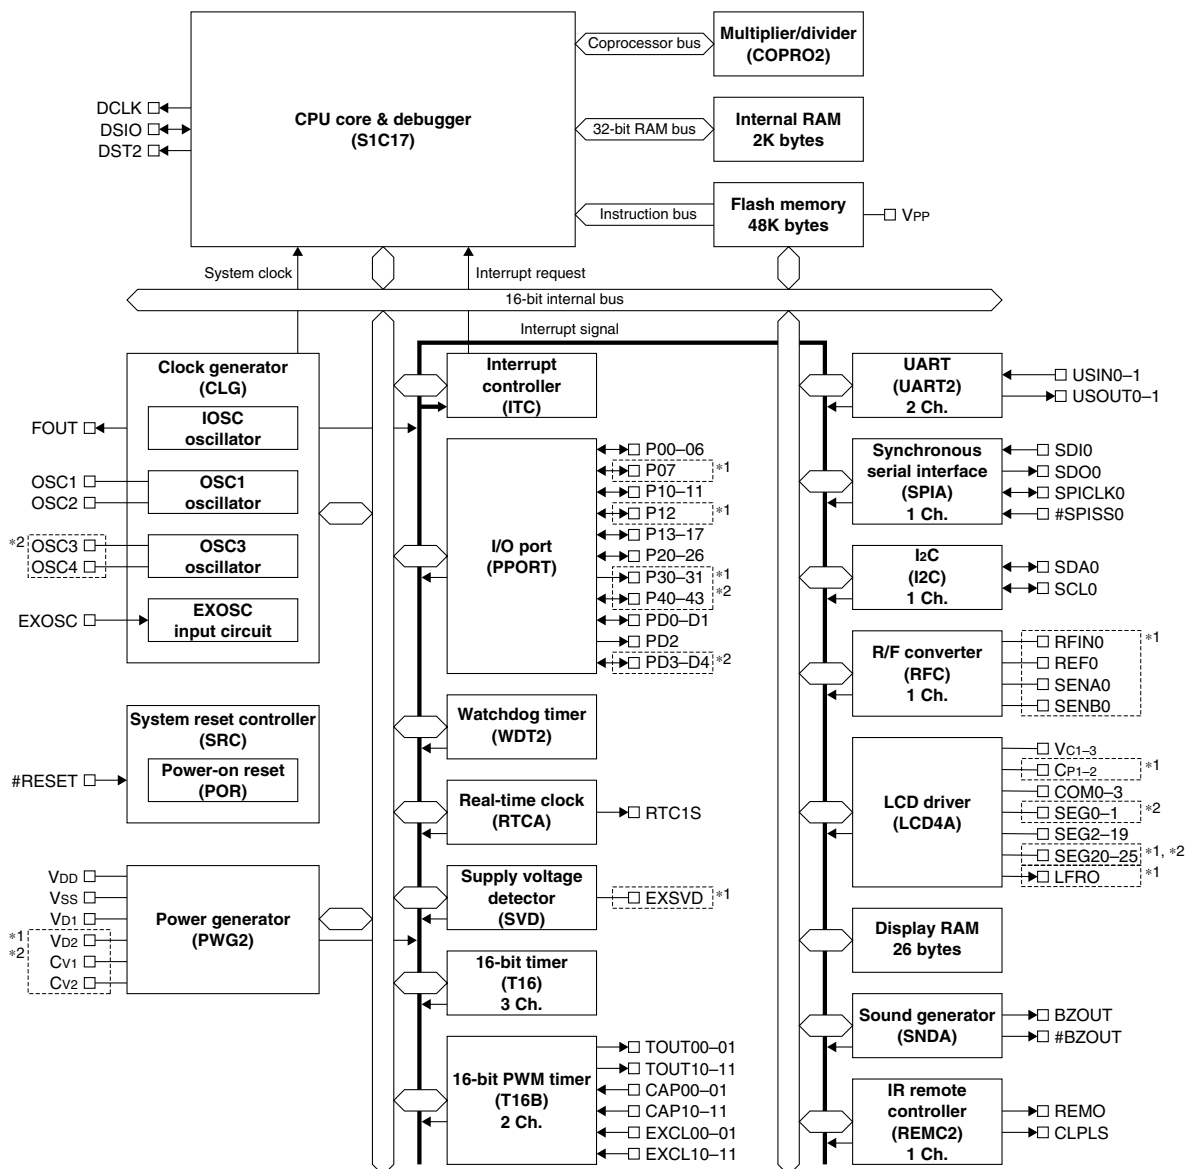 CPU core & debugger
(S1C17)
DCLK
DSIO
DST2
Coprocessor bus
Multiplier/divider
(COPRO2)
32-bit RAM bus
Internal RAM
2K bytes
Instruction bus
Flash memory
48K bytes
VPP
System clock
Interrupt request
16-bit internal bus
Interrupt signal
Clock generator
(CLG)
IOSC
oscillator
FOUT
OSC1
oscillator
OSC1
OSC2
OSC3
oscillator
*2
OSC3
OSC4
EXOSC
EXOSC
input circuit
System reset controller
(SRC)
Power-on reset
(POR)
#RESET
Power generator
(PWG2)
VDD
VSS
VD1
*1
VD2
*2
CV1
CV2
Interrupt
controller
(ITC)
I/O port
(PPORT)
P00–06
P07 *1
P10–11
P12 *1
P13–17
P20–26
P30–31 *1
P40–43 *2
PD0–D1
PD2
PD3–D4 *2
Watchdog timer
(WDT2)
Real-time clock
(RTCA)
RTC1S
Supply voltage
detector
(SVD)
EXSVD *1
16-bit timer
(T16)
3 Ch.
16-bit PWM timer
(T16B)
2 Ch.
TOUT00–01
TOUT10–11
CAP00–01
CAP10–11
EXCL00–01
EXCL10–11
UART
(UART2)
2 Ch.
USIN0–1
USOUT0–1
Synchronous
serial interface
(SPIA)
1 Ch.
SDI0
SDO0
SPICLK0
#SPISS0
I2C
(I2C)
1 Ch.
SDA0
SCL0
R/F converter
(RFC)
1 Ch.
RFIN0 *1
REF0
SENA0
SENB0
LCD driver
(LCD4A)
VC1–3
CP1–2 *1
COM0–3
SEG0–1 *2
SEG2–19
SEG20–25 *1, *2
LFRO *1
Display RAM
26 bytes
Sound generator
(SNDA)
BZOUT
#BZOUT
IR remote
controller
(REMC2)
1 Ch.
REMO
CLPLS